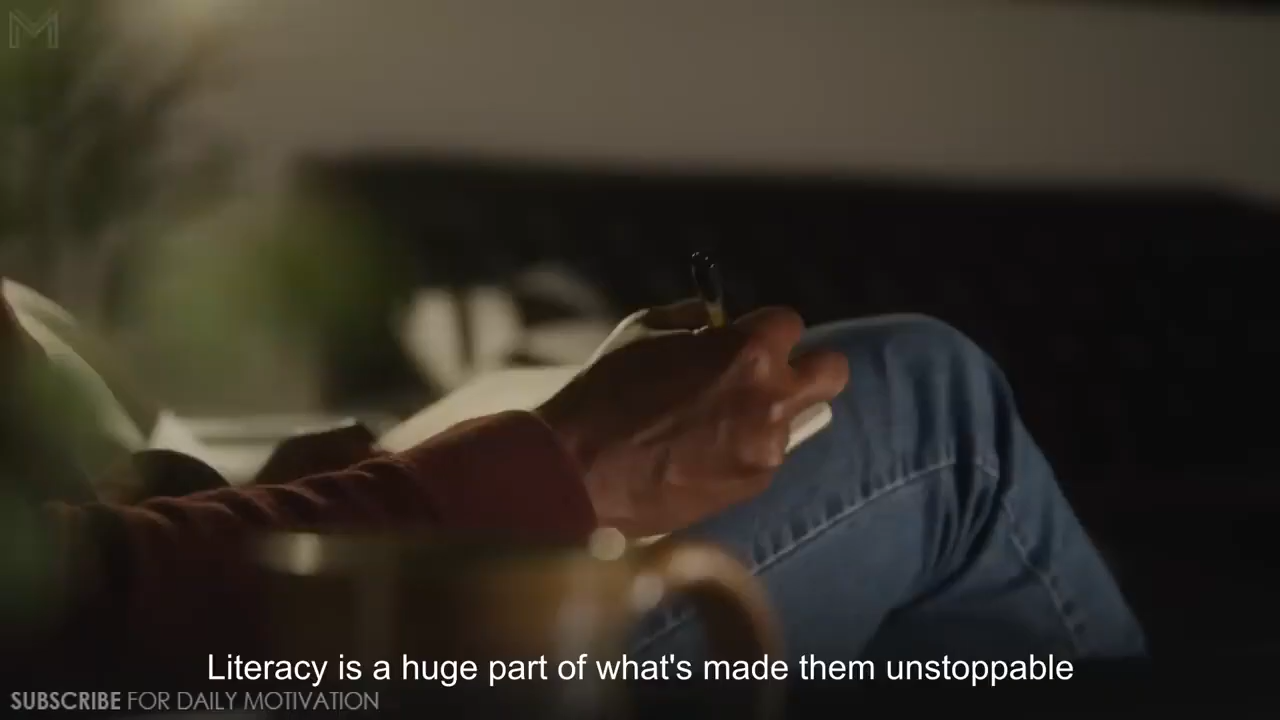 M
Literacy is a huge part of what's made them unstoppable
SUBSCRIBE FOR DAILY MOTIVATION